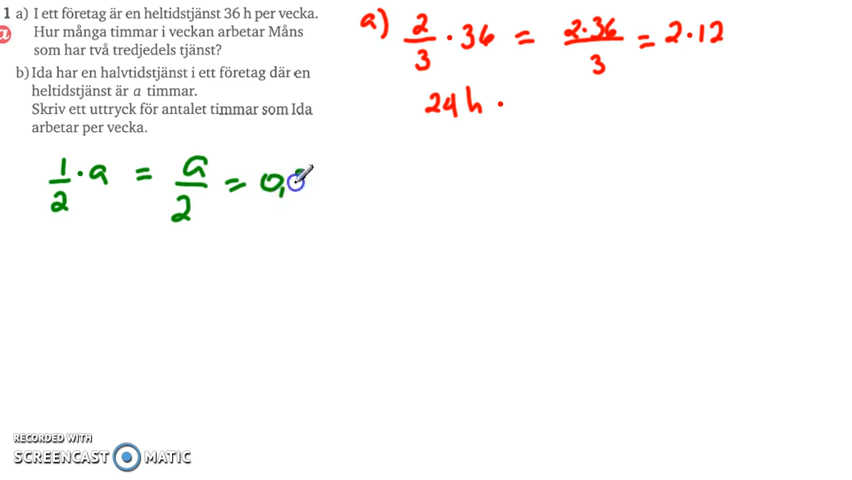 1 a) I ett företag är en heltidstjänst 36 h per vecka.
a Hur många timmar i veckan arbetar Måns
som har två tredjedels tjänst?
b) Ida har en halvtidstjänst i ett företag där en
heltidstjänst är a timmar.
Skriv ett uttryck för antalet timmar som Ida
arbetar per vecka.
a) 2/3 · 36 = 2·36/3 = 2·12
24h ·
1/2 · a = a/2 = 0,
RECORDED WITH
SCREENCAST MATIC